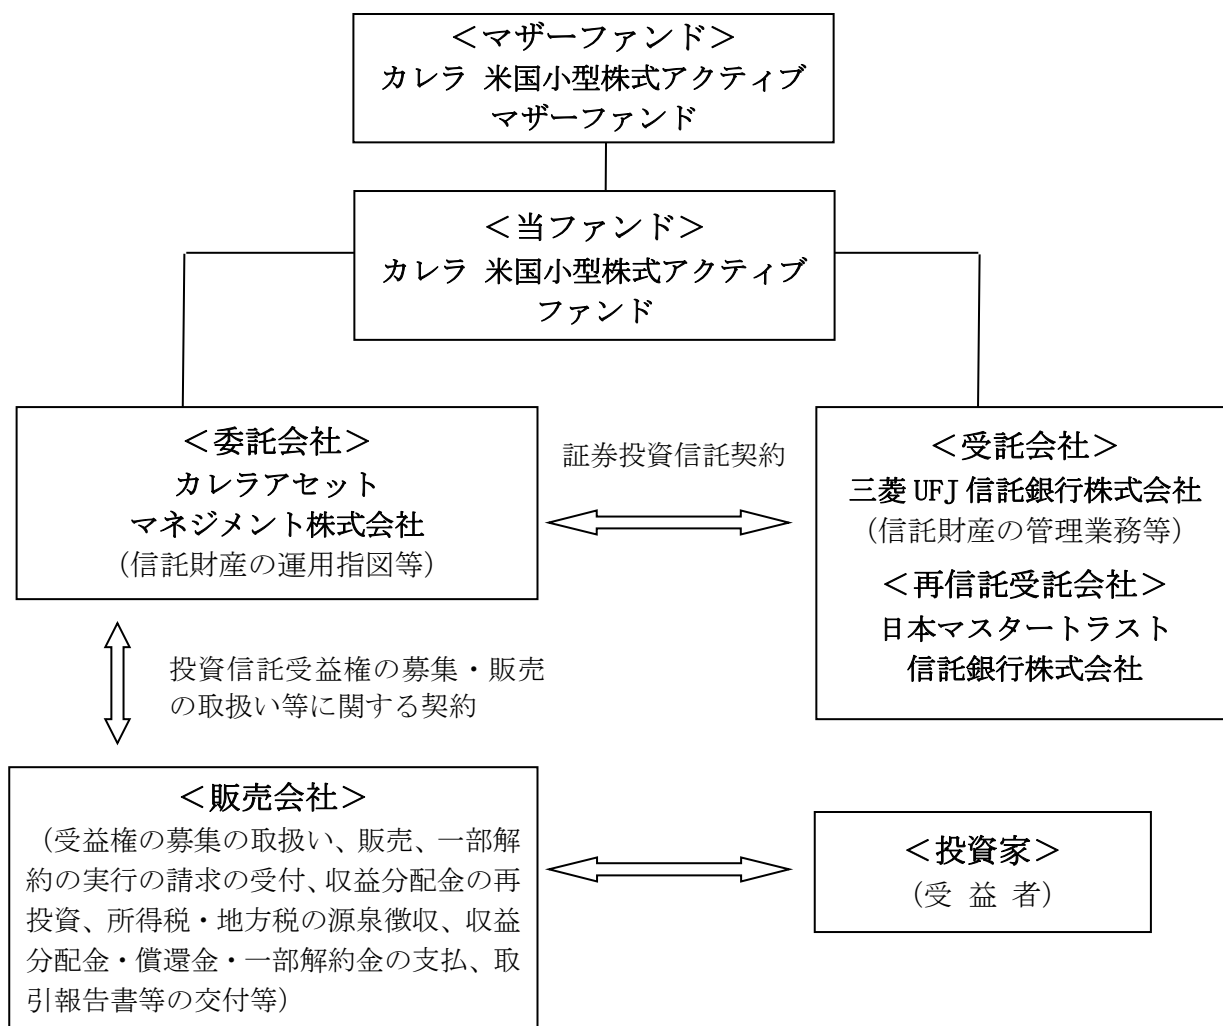 ＜マザーファンド＞
カレラ 米国小型株式アクティブ
マザーファンド
＜当ファンド＞
カレラ 米国小型株式アクティブ
ファンド
＜委託会社＞
カレラアセット
マネジメント株式会社
（信託財産の運用指図等）
証券投資信託契約
＜受託会社＞
三菱 UFJ 信託銀行株式会社
（信託財産の管理業務等）
＜再信託受託会社＞
日本マスタートラスト
信託銀行株式会社
投資信託受益権の募集・販売
の取扱い等に関する契約
＜販売会社＞
（受益権の募集の取扱い、販売、一部解
約の実行の請求の受付、収益分配金の再
投資、所得税・地方税の源泉徴収、収益
分配金・償還金・一部解約金の支払、取
引報告書等の交付等）
＜投資家＞
（受 益 者）